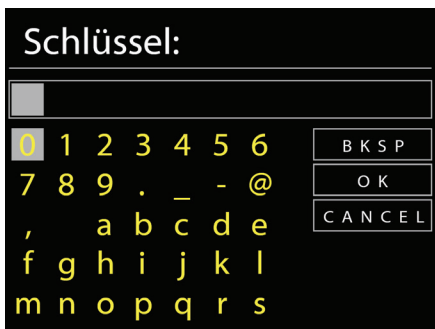 Schlüssel:
0 1 2 3 4 5 6 BKSP
7 8 9 . _ - @ OK
, a b c d e CANCEL
f g h i j k l
m n o p q r s